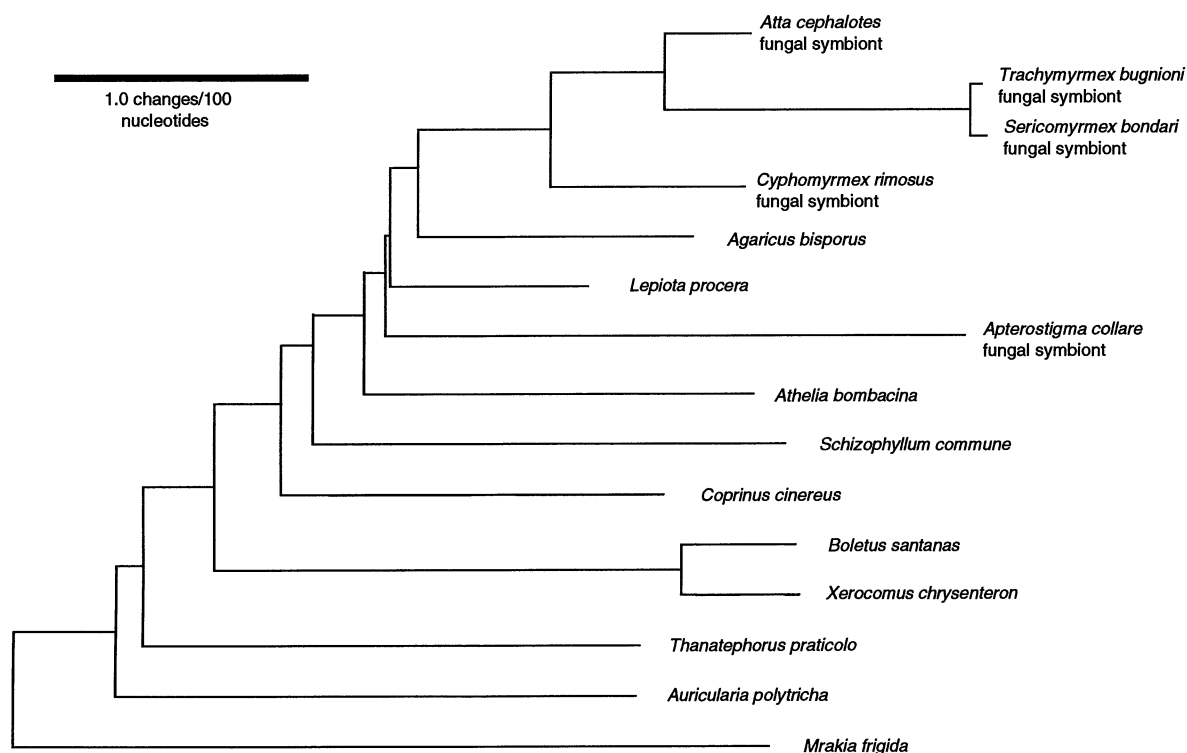 Atta cephalotes
fungal symbiont
1.0 changes/100
nucleotides
Trachymyrmex bugnioni
fungal symbiont
Sericomyrmex bondari
fungal symbiont
Cyphomyrmex rimosus
fungal symbiont
Agaricus bisporus
Lepiota procera
Apterostigma collare
fungal symbiont
Athelia bombacina
Schizophyllum commune
Coprinus cinereus
Boletus santanas
Xerocomus chrysenteron
Thanatephorus praticolo
Auricularia polytricha
Mrakia frigida